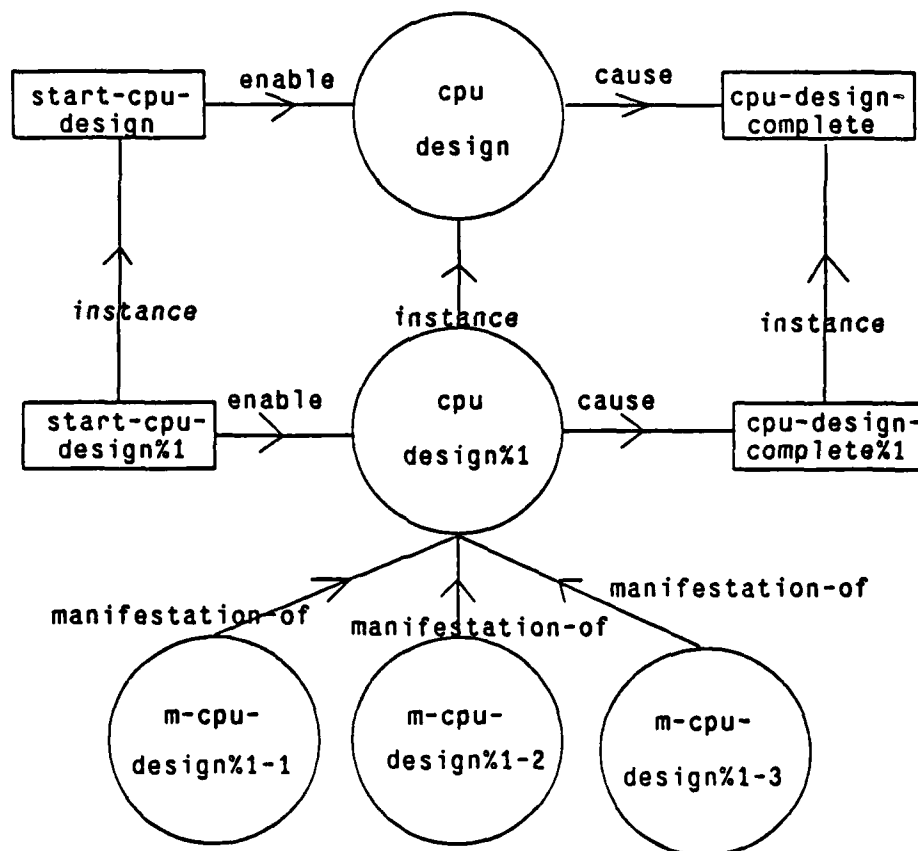 enable
cause
start-cpu-
design
cpu
design
cpu-design-
complete
instance
instance
instance
enable
cause
start-cpu-
design%1
cpu
design%1
cpu-design-
complete%1
manifestation-of
manifestation-of
manifestation-of
m-cpu-
design%1-1
m-cpu-
design%1-2
m-cpu-
design%1-3